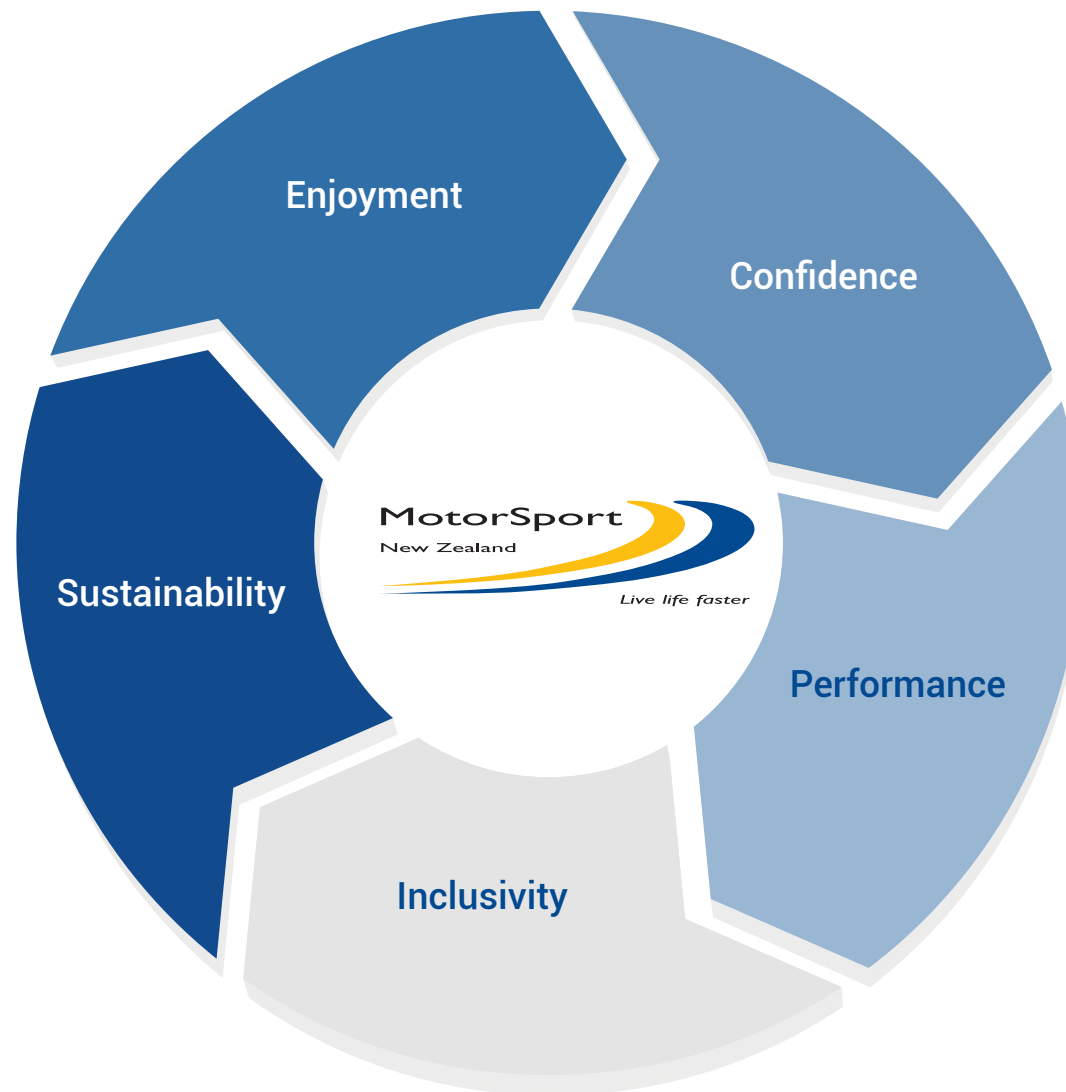 Enjoyment
Confidence
MotorSport
New Zealand
Live life faster
Sustainability
Performance
Inclusivity